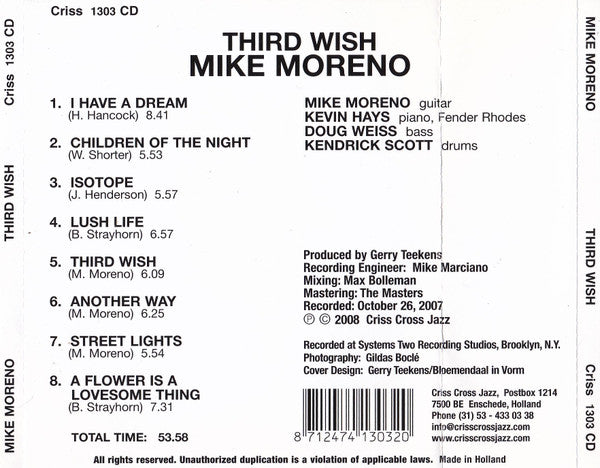 Criss 1303 CD
THIRD WISH
MIKE MORENO
1. I HAVE A DREAM
(H. Hancock) 8.41
2. CHILDREN OF THE NIGHT
(W. Shorter) 5.53
3. ISOTOPE
(J. Henderson) 5.57
4. LUSH LIFE
(B. Strayhorn) 6.57
5. THIRD WISH
(M. Moreno) 6.09
6. ANOTHER WAY
(M. Moreno) 6.25
7. STREET LIGHTS
(M. Moreno) 5.54
8. A FLOWER IS A
LOVESOME THING
(B. Strayhorn) 7.31
TOTAL TIME: 53.58
MIKE MORENO guitar
KEVIN HAYS piano, Fender Rhodes
DOUG WEISS bass
KENDRICK SCOTT drums
Produced by Gerry Teekens
Recording Engineer: Mike Marciano
Mixing: Max Bolleman
Mastering: The Masters
Recorded: October 26, 2007
℗ © 2008 Criss Cross Jazz
Recorded at Systems Two Recording Studios, Brooklyn, N.Y.
Photography: Gildas Boclé
Cover Design: Gerry Teekens/Bloemendaal in Vorm
8 712474 130320
Criss Cross Jazz, Postbox 1214
7500 BE Enschede, Holland
Phone (31) 53 - 433 03 38
info@crisscrossjazz.com
www.crisscrossjazz.com
All rights reserved. Unauthorized duplication is a violation of applicable laws. Made in Holland
MIKE MORENO THIRD WISH Criss 1303 CD
MIKE MORENO THIRD WISH Criss 1303 CD